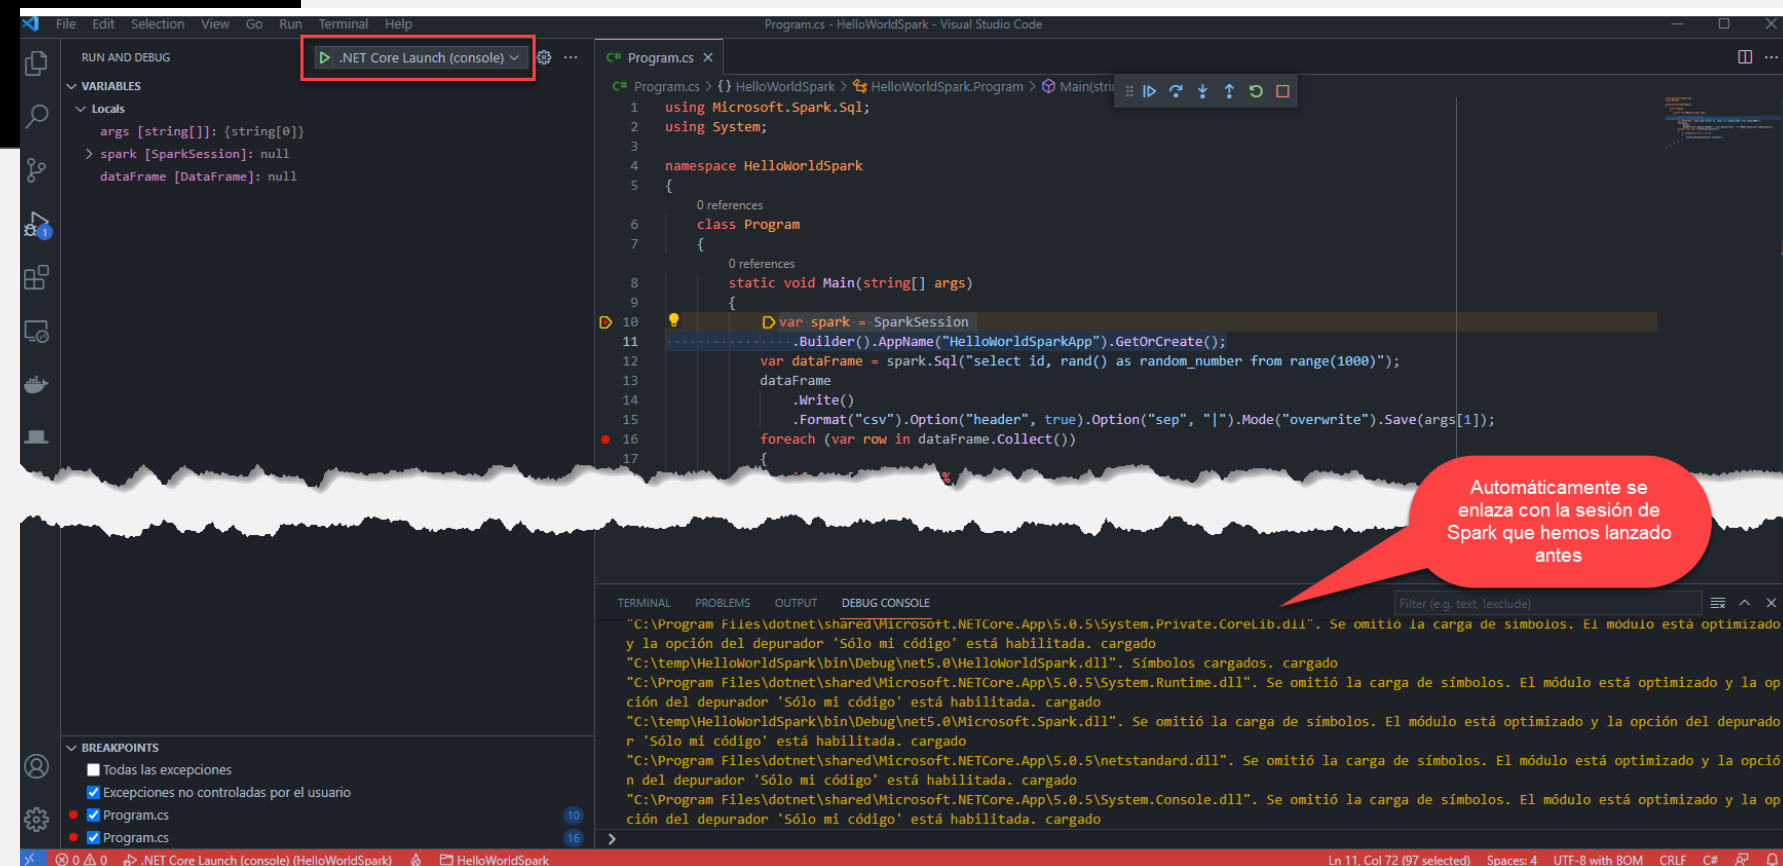 File Edit Selection View Go Run Terminal Help
Program.cs - HelloWorldSpark - Visual Studio Code
RUN AND DEBUG
.NET Core Launch (console)
VARIABLES
Locals
args [string[]]: {string[0]}
spark [SparkSession]: null
dataFrame [DataFrame]: null
Program.cs
Program.cs > {} HelloWorldSpark > HelloWorldSpark.Program > Main(stri
1 using Microsoft.Spark.Sql;
2 using System;
3
4 namespace HelloWorldSpark
5 {
0 references
6 class Program
7 {
0 references
8 static void Main(string[] args)
9 {
10 var spark = SparkSession
11 .Builder().AppName("HelloWorldSparkApp").GetOrCreate();
12 var dataFrame = spark.Sql("select id, rand() as random_number from range(1000)");
13 dataFrame
14 .Write()
15 .Format("csv").Option("header", true).Option("sep", "|").Mode("overwrite").Save(args[1]);
16 foreach (var row in dataFrame.Collect())
17 {
Automáticamente se
enlaza con la sesión de
Spark que hemos lanzado
antes
TERMINAL PROBLEMS OUTPUT DEBUG CONSOLE
Filter (e.g. text, !exclude)
"C:\Program Files\dotnet\shared\Microsoft.NETCore.App\5.0.5\System.Private.CoreLib.dll". Se omitió la carga de símbolos. El módulo está optimizado
y la opción del depurador 'Sólo mi código' está habilitada. cargado
"C:\temp\HelloWorldSpark\bin\Debug\net5.0\HelloWorldSpark.dll". Símbolos cargados. cargado
"C:\Program Files\dotnet\shared\Microsoft.NETCore.App\5.0.5\System.Runtime.dll". Se omitió la carga de símbolos. El módulo está optimizado y la op
ción del depurador 'Sólo mi código' está habilitada. cargado
"C:\temp\HelloWorldSpark\bin\Debug\net5.0\Microsoft.Spark.dll". Se omitió la carga de símbolos. El módulo está optimizado y la opción del depurado
r 'Sólo mi código' está habilitada. cargado
"C:\Program Files\dotnet\shared\Microsoft.NETCore.App\5.0.5\netstandard.dll". Se omitió la carga de símbolos. El módulo está optimizado y la opció
n del depurador 'Sólo mi código' está habilitada. cargado
"C:\Program Files\dotnet\shared\Microsoft.NETCore.App\5.0.5\System.Console.dll". Se omitió la carga de símbolos. El módulo está optimizado y la op
ción del depurador 'Sólo mi código' está habilitada. cargado
BREAKPOINTS
Todas las excepciones
Excepciones no controladas por el usuario
Program.cs 10
Program.cs 16
0 0 .NET Core Launch (console) (HelloWorldSpark) HelloWorldSpark
Ln 11, Col 72 (97 selected) Spaces: 4 UTF-8 with BOM CRLF C#